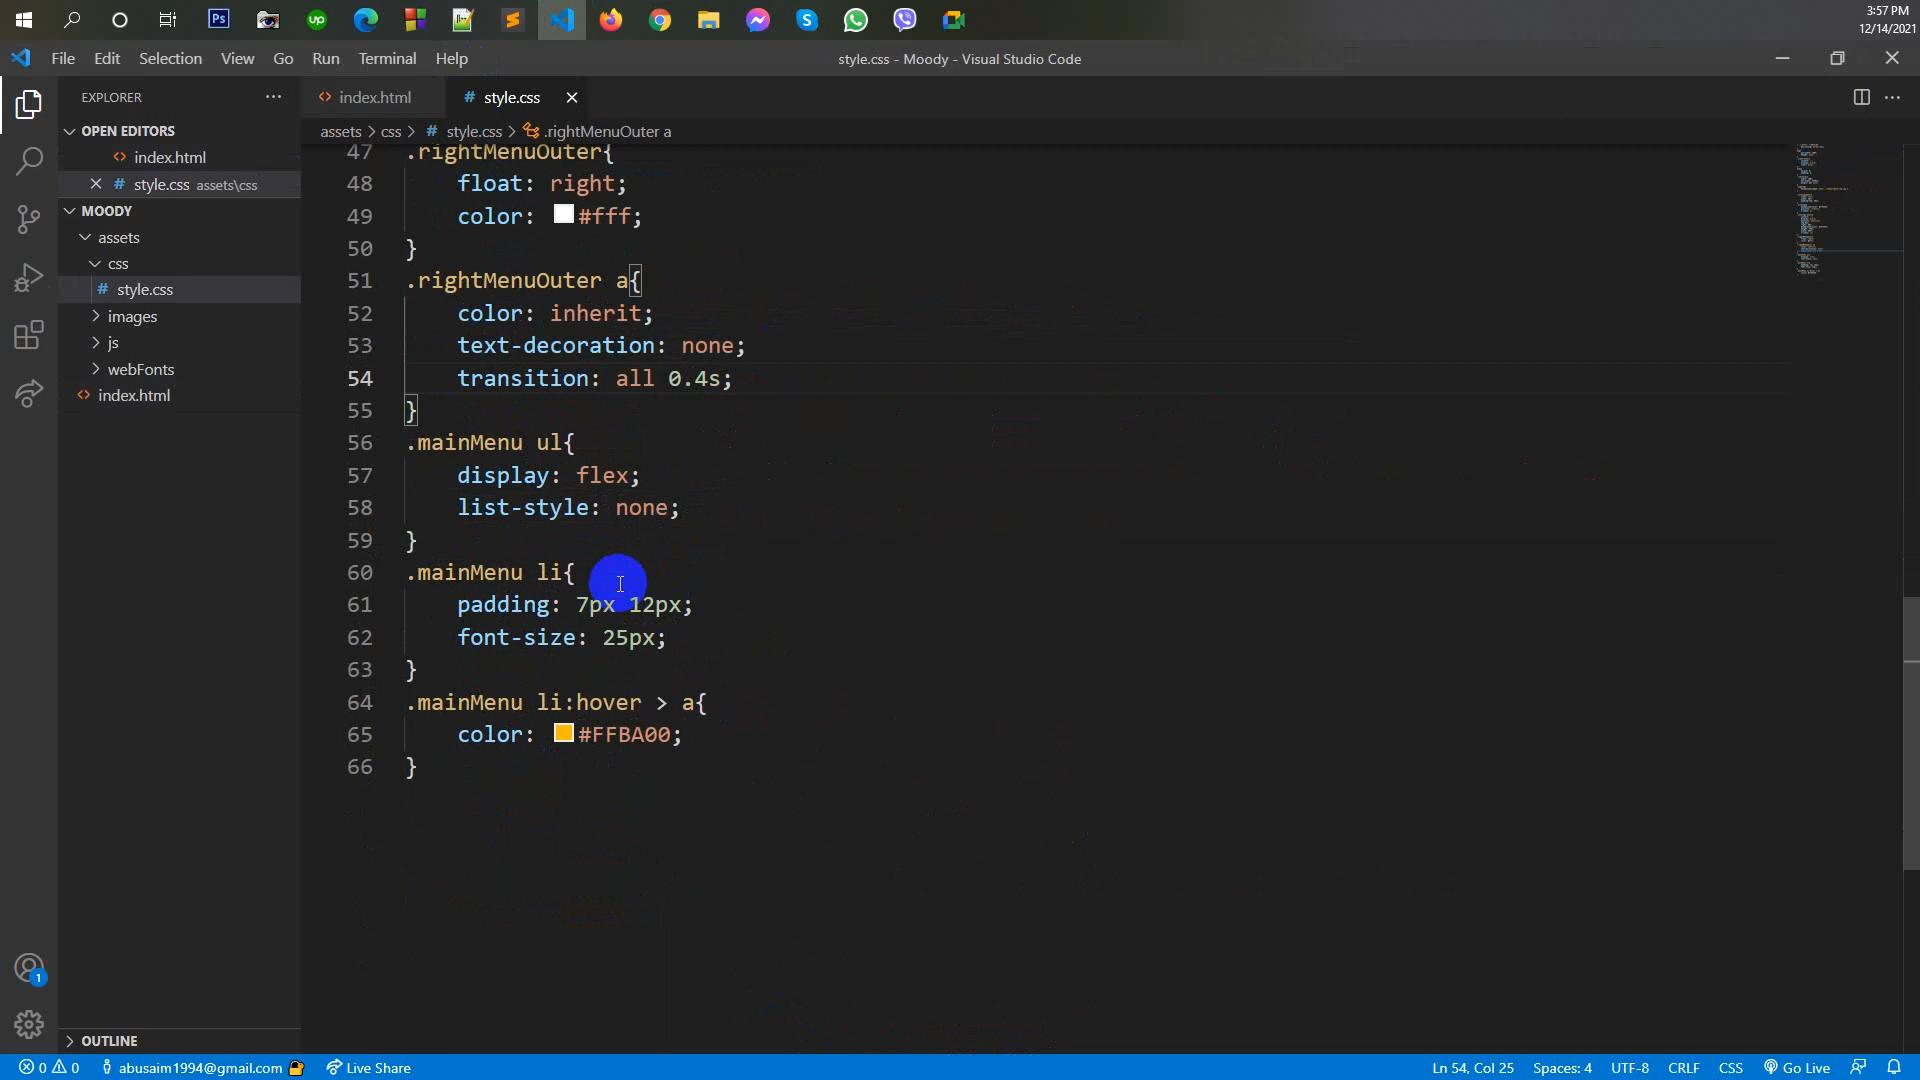 Ps
up
3:57 PM
12/14/2021
File Edit Selection View Go Run Terminal Help
style.css - Moody - Visual Studio Code
EXPLORER
index.html
# style.css
OPEN EDITORS
index.html
# style.css assets\css
MOODY
assets
css
# style.css
images
js
webFonts
index.html
OUTLINE
assets > css > # style.css > .rightMenuOuter a
47 .rightMenuOuter{
48 float: right;
49 color: #fff;
50 }
51 .rightMenuOuter a{
52 color: inherit;
53 text-decoration: none;
54 transition: all 0.4s;
55 }
56 .mainMenu ul{
57 display: flex;
58 list-style: none;
59 }
60 .mainMenu li{
61 padding: 7px 12px;
62 font-size: 25px;
63 }
64 .mainMenu li:hover > a{
65 color: #FFBA00;
66 }
1
0 0 abusaim1994@gmail.com Live Share
Ln 54, Col 25 Spaces: 4 UTF-8 CRLF CSS Go Live